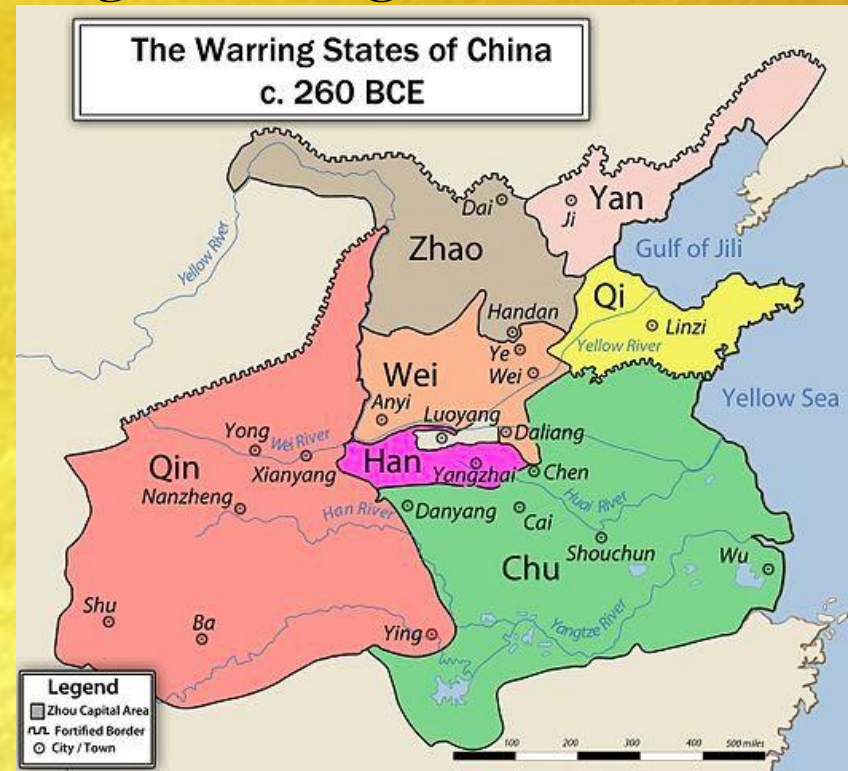 The Warring States of China
c. 260 BCE
Yellow River
Dai
Zhao
Ji
Yan
Gulf of Jili
Qi
Linzi
Handan
Ye
Yellow River
Wei
Wei
Yellow Sea
Anyi
Luoyang
Daliang
Yong
Wei River
Xianyang
Qin
Han
Yangzhai
Chen
Nanzheng
Han River
Danyang
Cai
Huai River
Shouchun
Chu
Wu
Shu
Ba
Ying
Yangtze River
Legend
Zhou Capital Area
Fortified Border
City / Town
100 200 300 400 500 miles